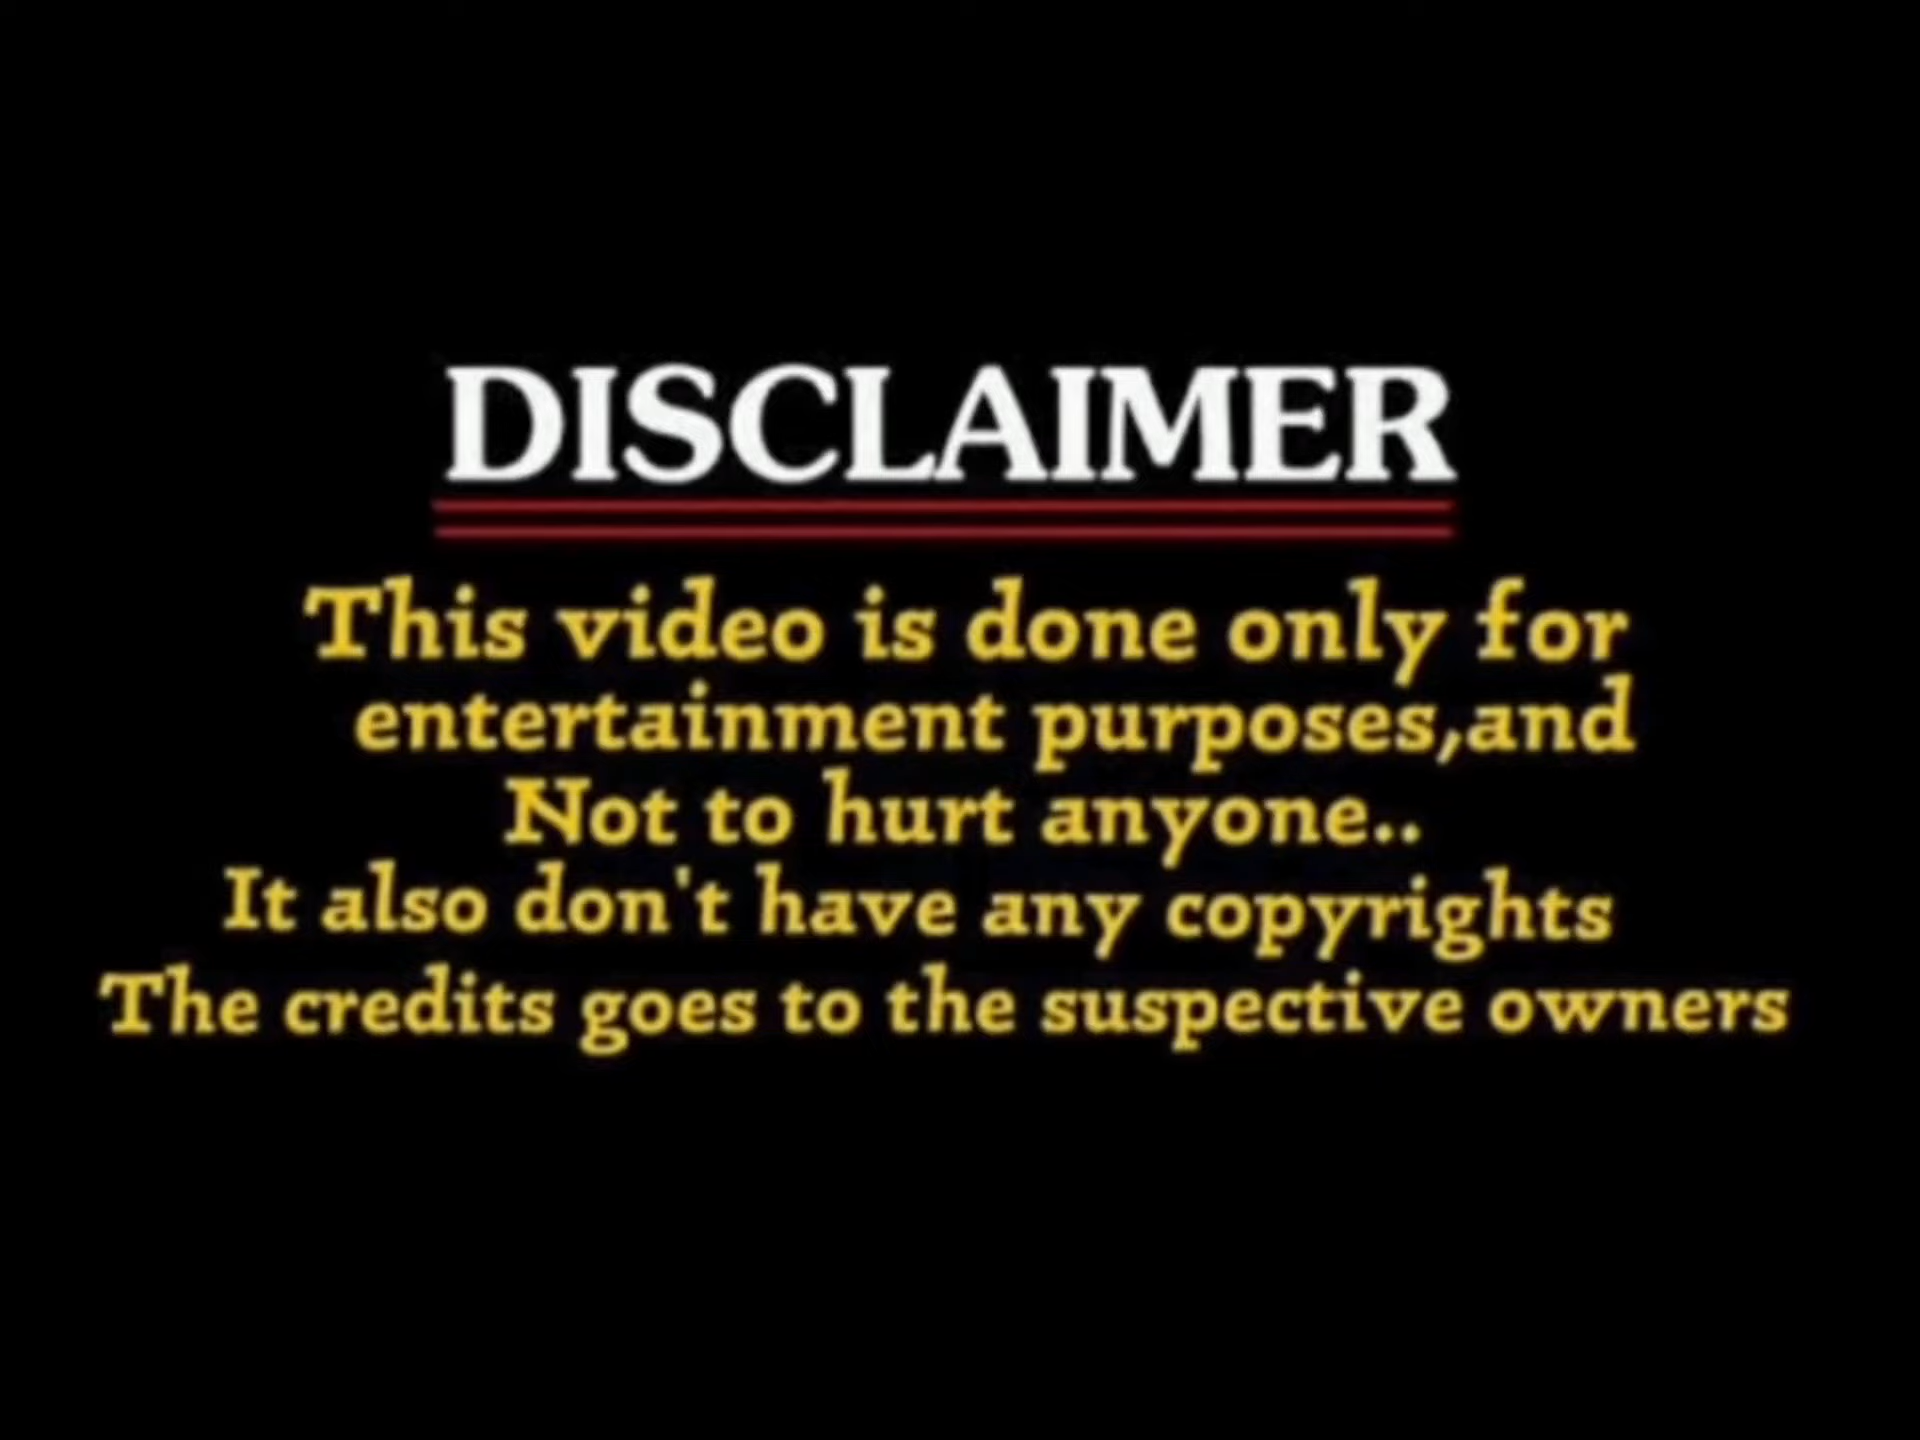 DISCLAIMER
This video is done only for
entertainment purposes,and
Not to hurt anyone..
It also don't have any copyrights
The credits goes to the suspective owners